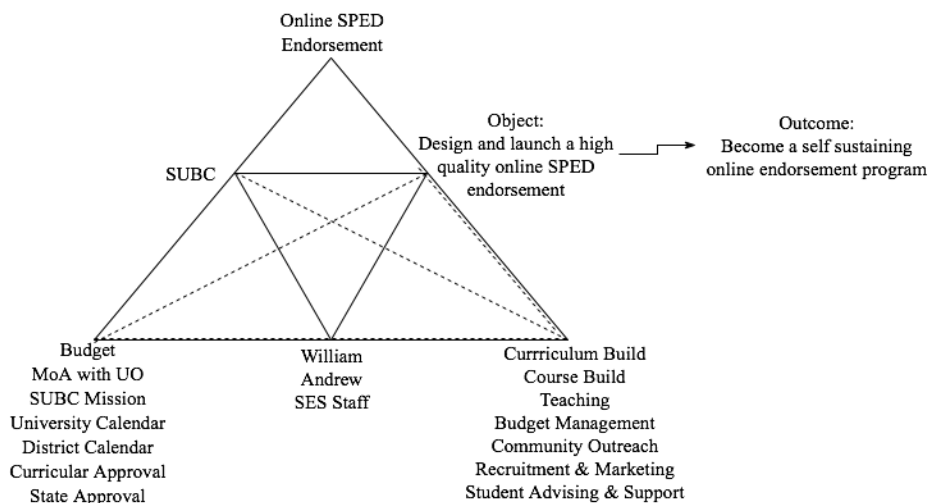 Online SPED
Endorsement
Object:
Design and launch a high
quality online SPED
endorsement
Outcome:
Become a self sustaining
online endorsement program
SUBC
Budget
MoA with UO
SUBC Mission
University Calendar
District Calendar
Curricular Approval
State Approval
William
Andrew
SES Staff
Currriculum Build
Course Build
Teaching
Budget Management
Community Outreach
Recruitment & Marketing
Student Advising & Support